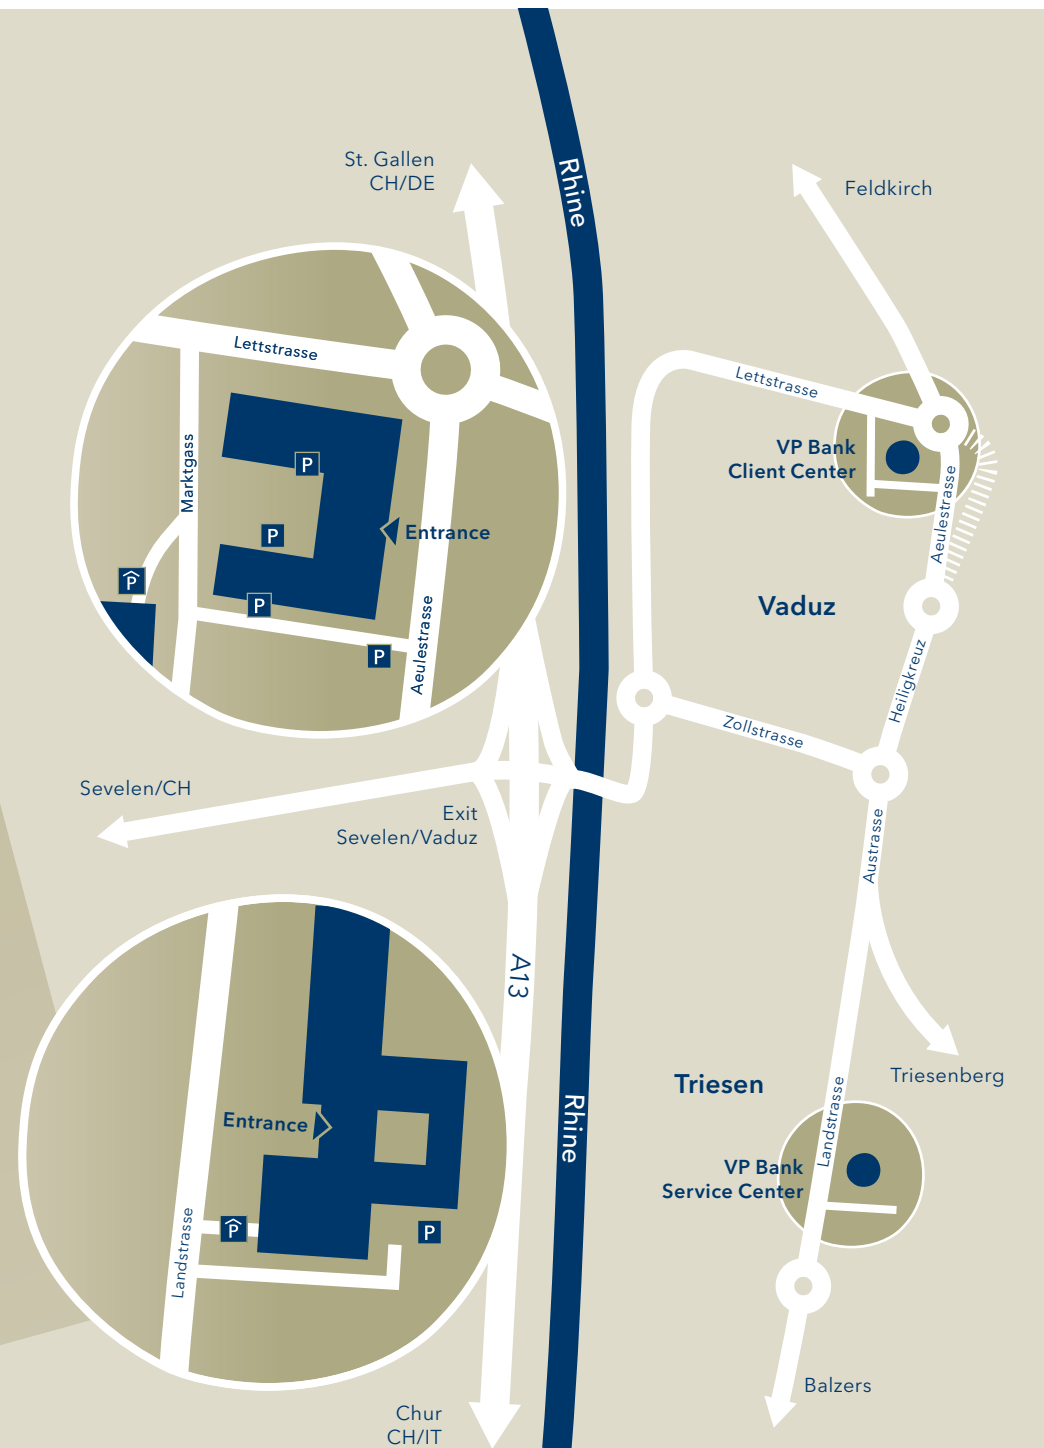 Rhine
St. Gallen
CH/DE
Feldkirch
Lettstrasse
Marktgass
P
P
P
P
P
Entrance
Aeulestrasse
Lettstrasse
VP Bank
Client Center
Aeulestrasse
Vaduz
Heiligkreuz
Zollstrasse
Sevelen/CH
Exit
Sevelen/Vaduz
Austrasse
A13
Triesenberg
Triesen
Landstrasse
VP Bank
Service Center
Rhine
Entrance
P
P
Landstrasse
Balzers
Chur
CH/IT